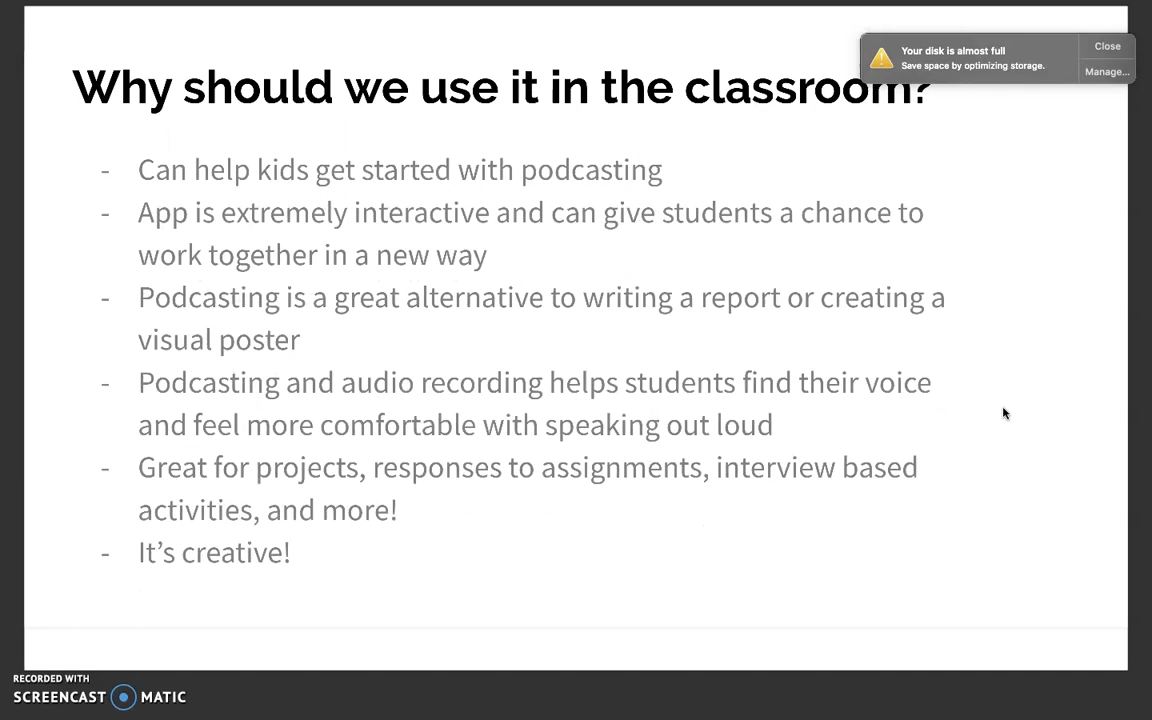 Your disk is almost full
Save space by optimizing storage.
Close
Manage...
Why should we use it in the classroom?
- Can help kids get started with podcasting
- App is extremely interactive and can give students a chance to
work together in a new way
- Podcasting is a great alternative to writing a report or creating a
visual poster
- Podcasting and audio recording helps students find their voice
and feel more comfortable with speaking out loud
- Great for projects, responses to assignments, interview based
activities, and more!
- It’s creative!
RECORDED WITH
SCREENCAST MATIC